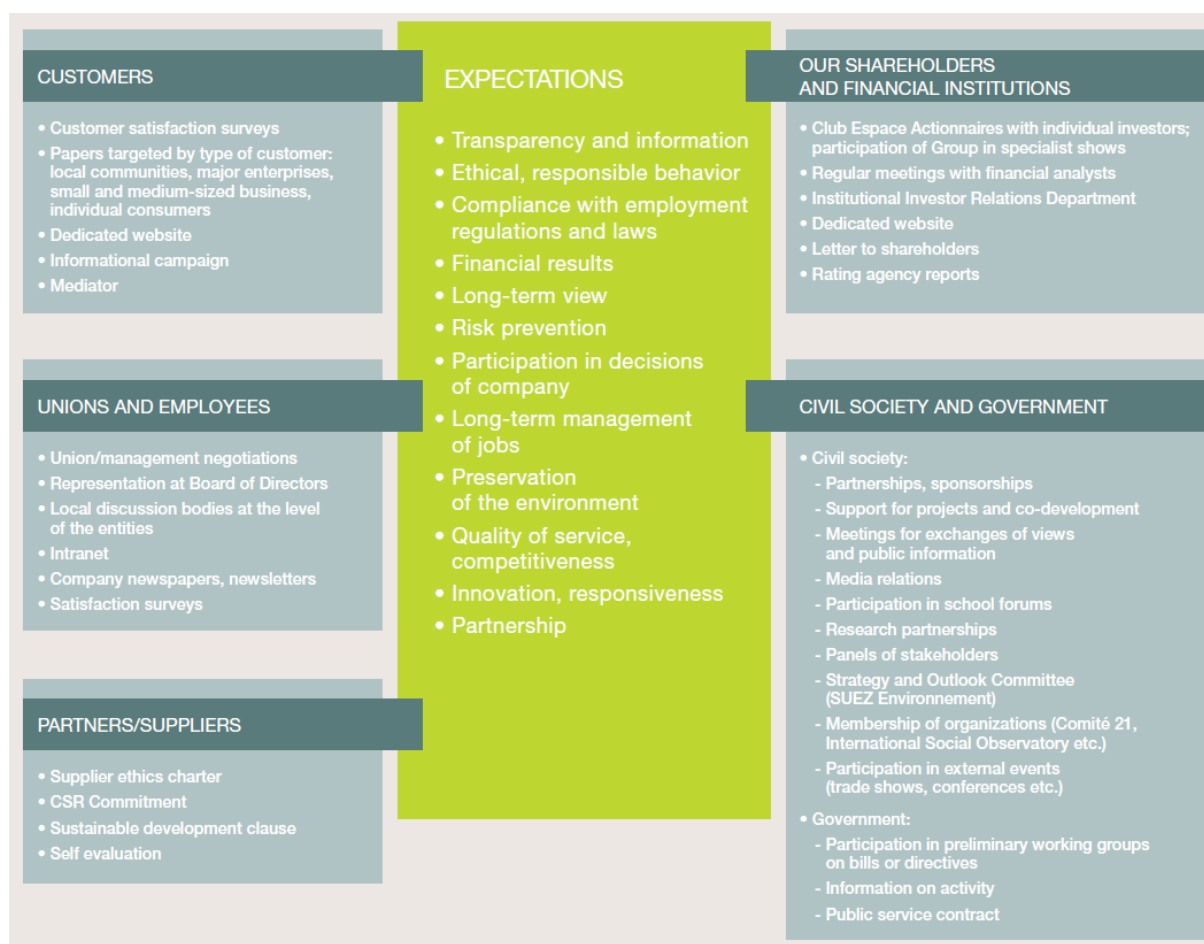 CUSTOMERS
• Customer satisfaction surveys
• Papers targeted by type of customer:
local communities, major enterprises,
small and medium-sized business,
individual consumers
• Dedicated website
• Informational campaign
• Mediator
UNIONS AND EMPLOYEES
• Union/management negotiations
• Representation at Board of Directors
• Local discussion bodies at the level
of the entities
• Intranet
• Company newspapers, newsletters
• Satisfaction surveys
PARTNERS/SUPPLIERS
• Supplier ethics charter
• CSR Commitment
• Sustainable development clause
• Self evaluation
EXPECTATIONS
• Transparency and information
• Ethical, responsible behavior
• Compliance with employment
regulations and laws
• Financial results
• Long-term view
• Risk prevention
• Participation in decisions
of company
• Long-term management
of jobs
• Preservation
of the environment
• Quality of service,
competitiveness
• Innovation, responsiveness
• Partnership
OUR SHAREHOLDERS
AND FINANCIAL INSTITUTIONS
• Club Espace Actionnaires with individual investors;
participation of Group in specialist shows
• Regular meetings with financial analysts
• Institutional Investor Relations Department
• Dedicated website
• Letter to shareholders
• Rating agency reports
CIVIL SOCIETY AND GOVERNMENT
• Civil society:
- Partnerships, sponsorships
- Support for projects and co-development
- Meetings for exchanges of views
and public information
- Media relations
- Participation in school forums
- Research partnerships
- Panels of stakeholders
- Strategy and Outlook Committee
(SUEZ Environnement)
- Membership of organizations (Comité 21,
International Social Observatory etc.)
- Participation in external events
(trade shows, conferences etc.)
• Government:
- Participation in preliminary working groups
on bills or directives
- Information on activity
- Public service contract